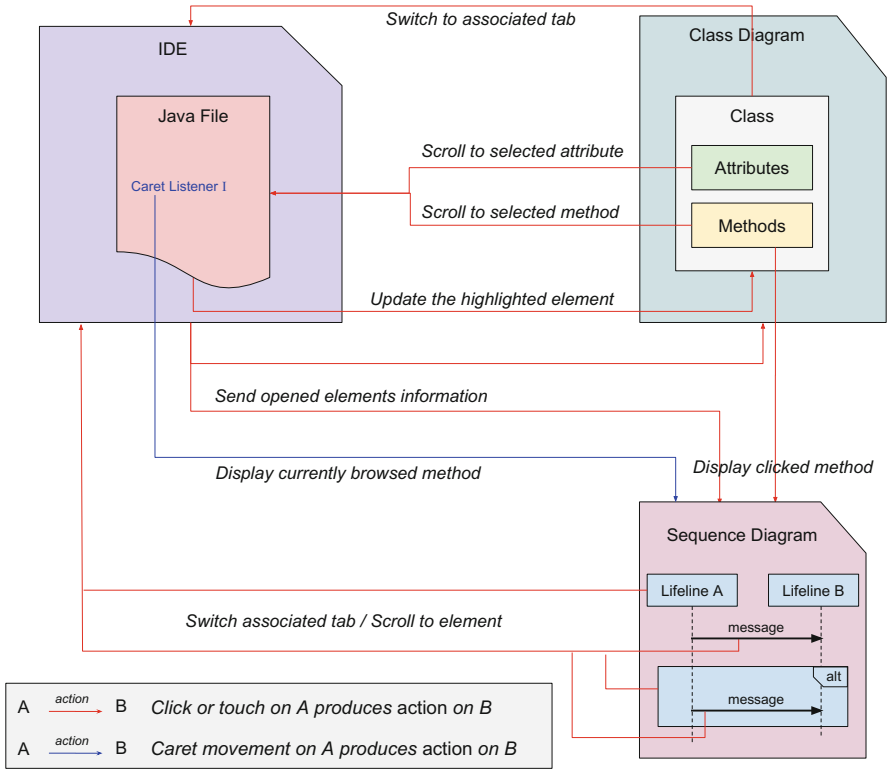 Switch to associated tab
IDE
Class Diagram
Java File
Class
Scroll to selected attribute
Attributes
Caret Listener I
Scroll to selected method
Methods
Update the highlighted element
Send opened elements information
Display currently browsed method
Display clicked method
Sequence Diagram
Lifeline A
Lifeline B
Switch associated tab / Scroll to element
message
alt
message
A action B Click or touch on A produces action on B
A action B Caret movement on A produces action on B